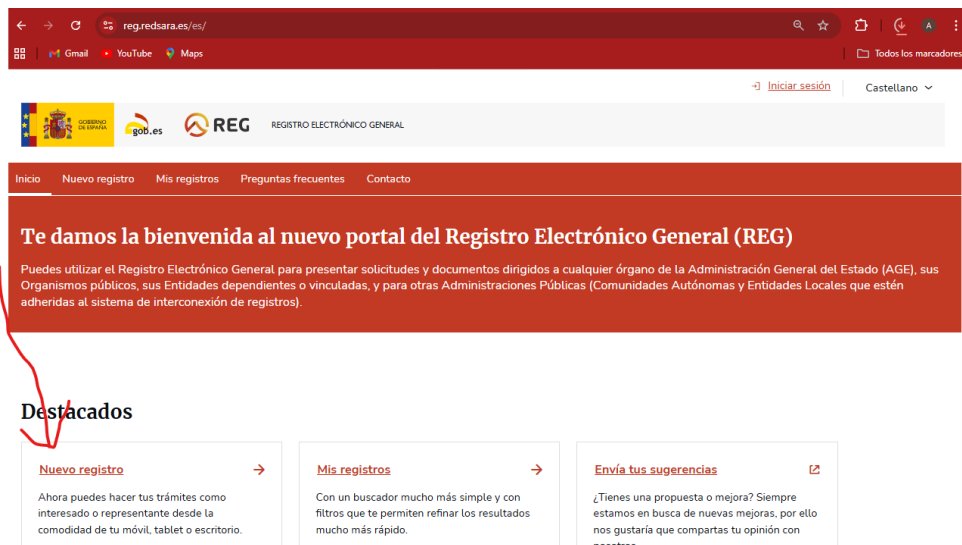 reg.redsara.es/es/
A
Gmail YouTube Maps
Todos los marcadores
Iniciar sesión Castellano
GOBIERNO
DE ESPAÑA
gob.es
REG REGISTRO ELECTRÓNICO GENERAL
Inicio Nuevo registro Mis registros Preguntas frecuentes Contacto
Te damos la bienvenida al nuevo portal del Registro Electrónico General (REG)
Puedes utilizar el Registro Electrónico General para presentar solicitudes y documentos dirigidos a cualquier órgano de la Administración General del Estado (AGE), sus
Organismos públicos, sus Entidades dependientes o vinculadas, y para otras Administraciones Públicas (Comunidades Autónomas y Entidades Locales que estén
adheridas al sistema de interconexión de registros).
Destacados
Nuevo registro
Ahora puedes hacer tus trámites como
interesado o representante desde la
comodidad de tu móvil, tablet o escritorio.
Mis registros
Con un buscador mucho más simple y con
filtros que te permiten refinar los resultados
mucho más rápido.
Envía tus sugerencias
¿Tienes una propuesta o mejora? Siempre
estamos en busca de nuevas mejoras, por ello
nos gustaría que compartas tu opinión con